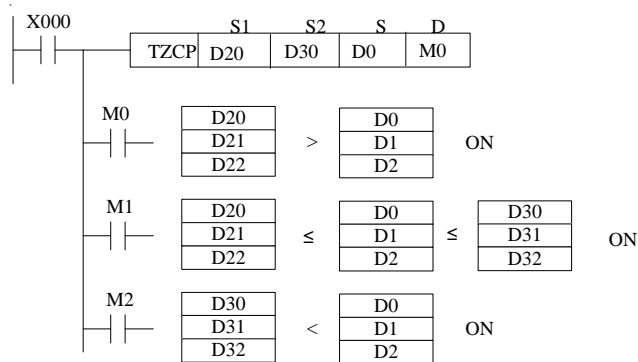 X000
S1 S2 S D
TZCP D20 D30 D0 M0
M0
D20 D0
D21 > D1 ON
D22 D2
M1
D20 D0 D30
D21 ≤ D1 ≤ D31 ON
D22 D2 D32
M2
D30 D0
D31 < D1 ON
D32 D2